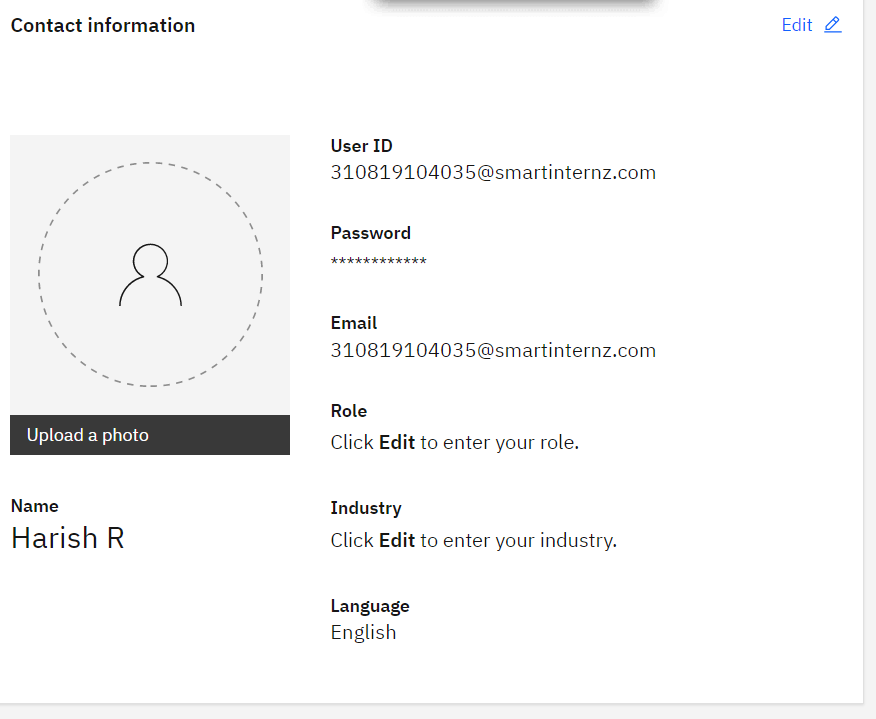 Contact information
Edit
User ID
310819104035@smartinternz.com
Password
************
Email
310819104035@smartinternz.com
Role
Click Edit to enter your role.
Upload a photo
Name
Harish R
Industry
Click Edit to enter your industry.
Language
English